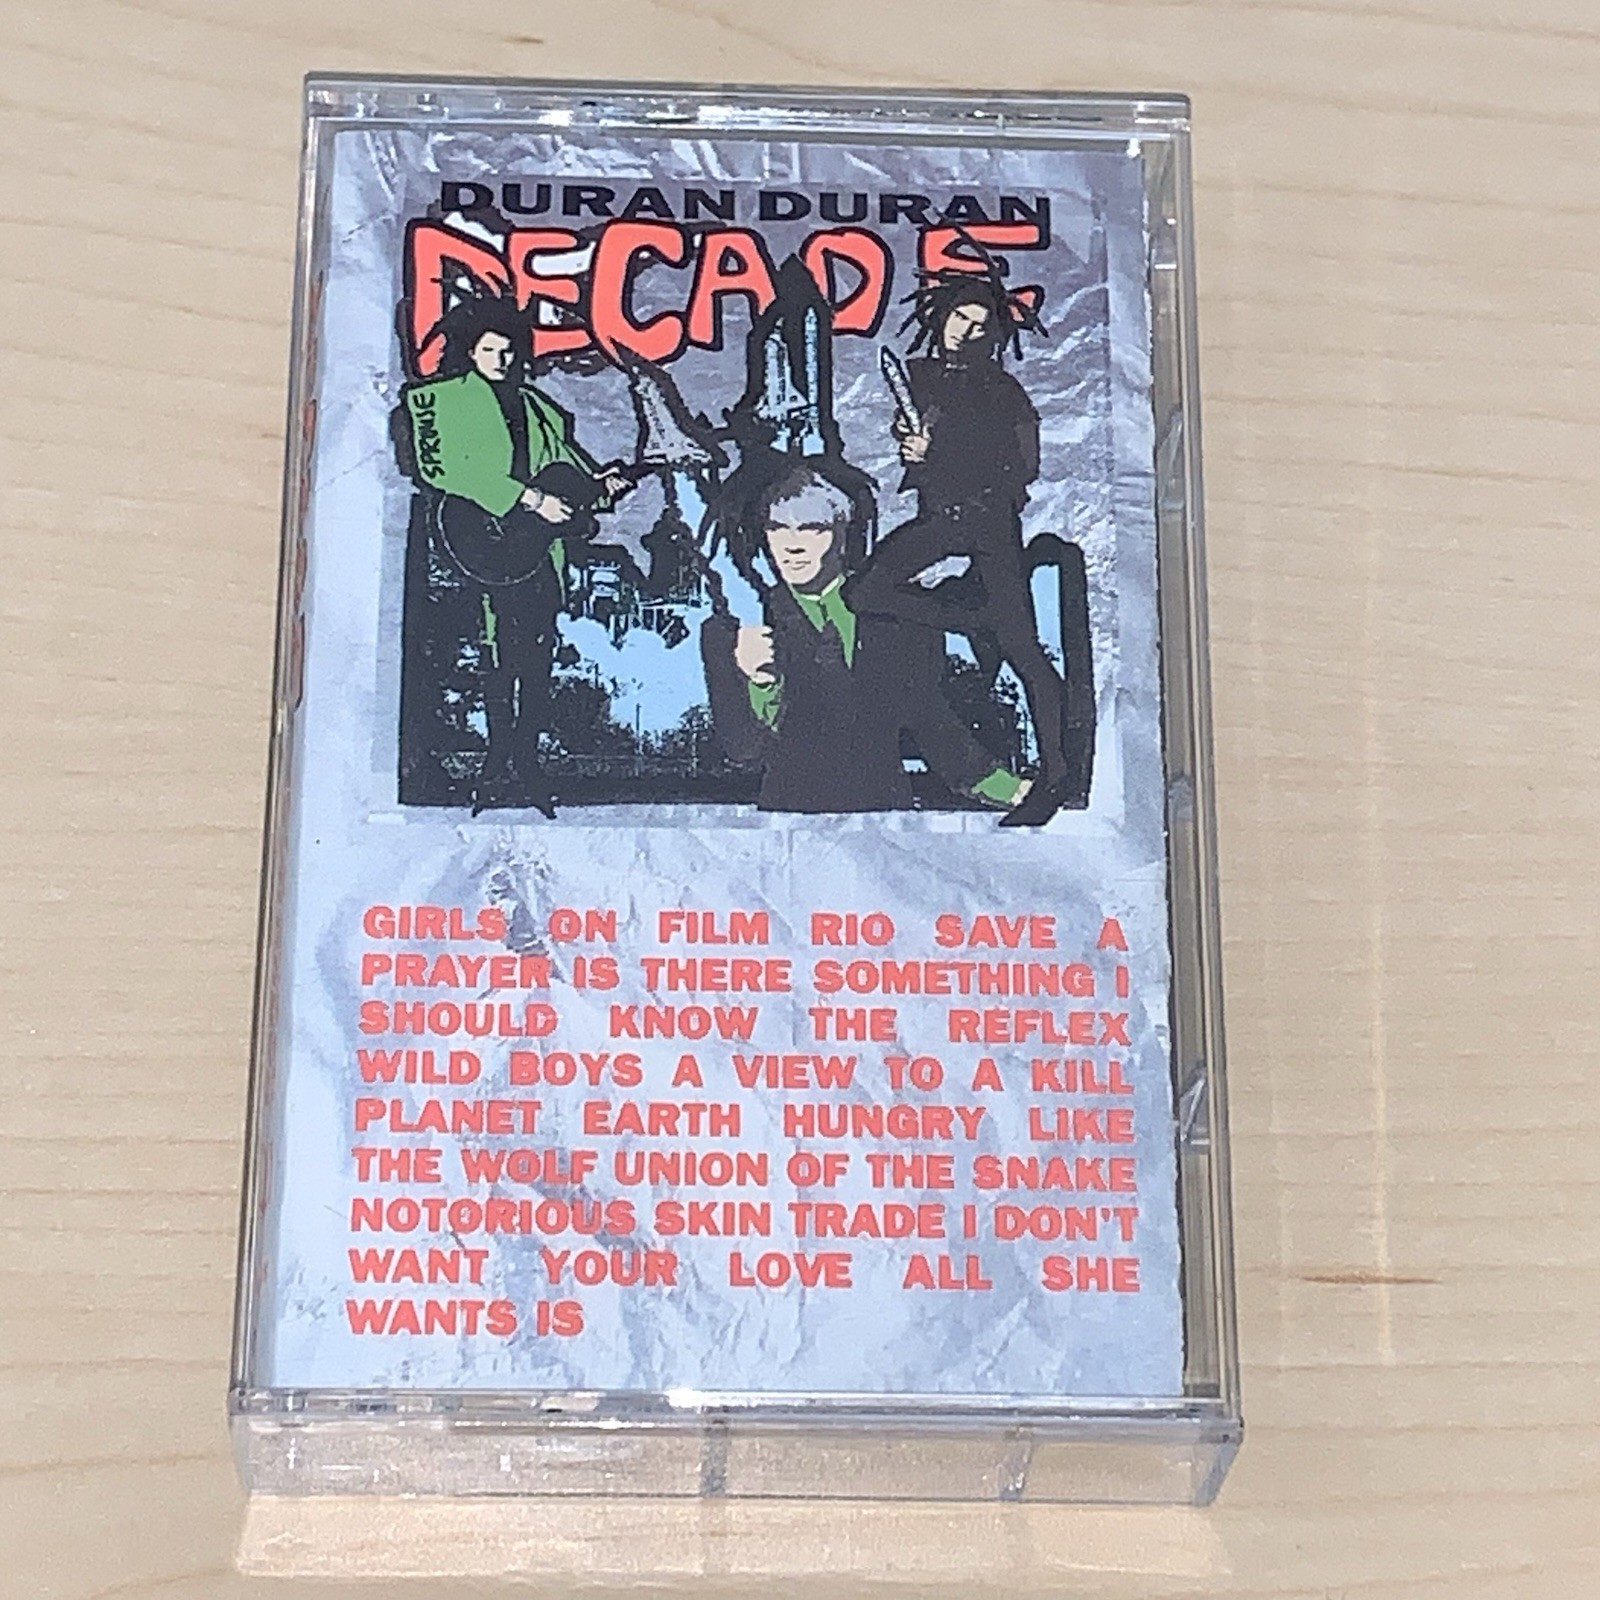 DURAN DURAN
DECADE
SPROUSE
GIRLS ON FILM RIO SAVE A
PRAYER IS THERE SOMETHING I
SHOULD KNOW THE REFLEX
WILD BOYS A VIEW TO A KILL
PLANET EARTH HUNGRY LIKE
THE WOLF UNION OF THE SNAKE
NOTORIOUS SKIN TRADE I DON'T
WANT YOUR LOVE ALL SHE
WANTS IS